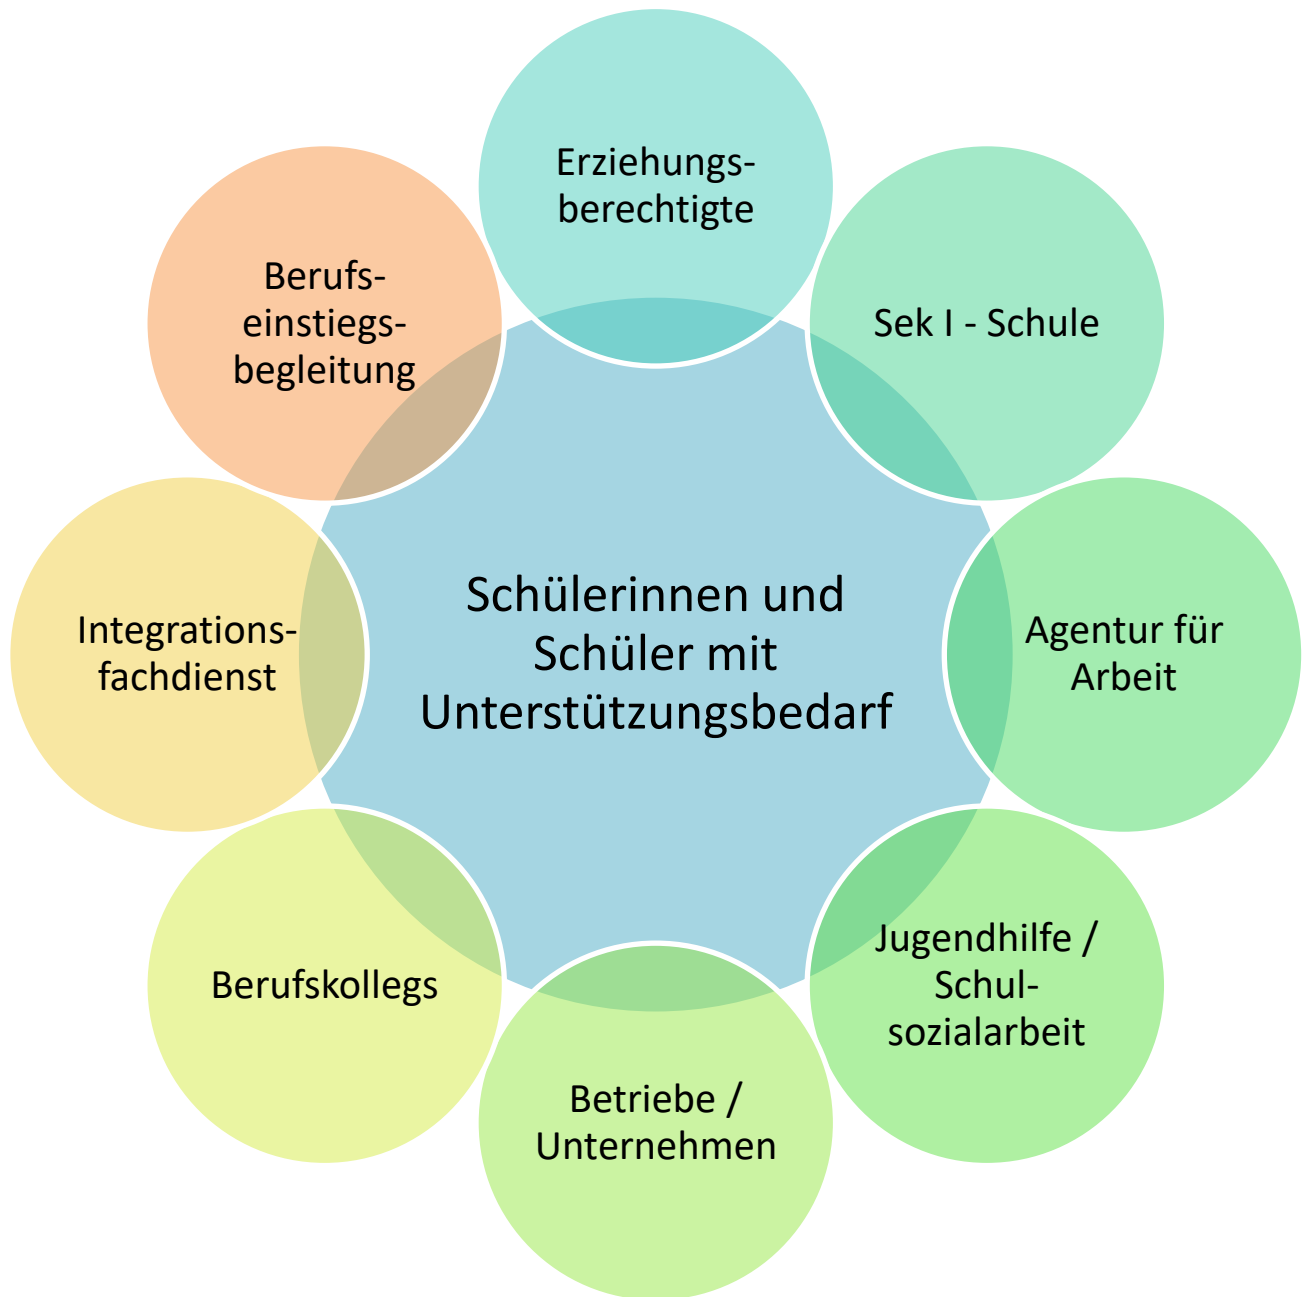 Erziehungs-
berechtigte
Sek I - Schule
Agentur für
Arbeit
Jugendhilfe /
Schul-
sozialarbeit
Betriebe /
Unternehmen
Berufskollegs
Integrations-
fachdienst
Berufs-
einstiegs-
begleitung
Schülerinnen und
Schüler mit
Unterstützungsbedarf